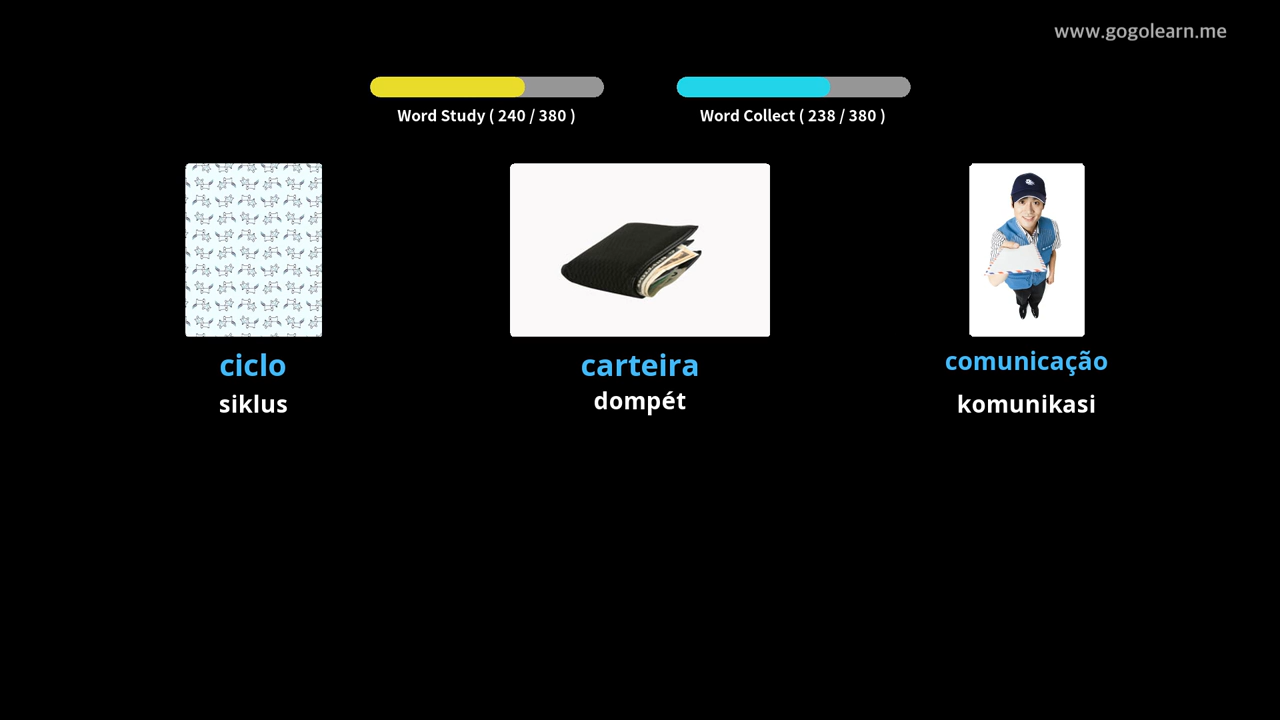 www.gogolearn.me
Word Study ( 240 / 380 )
Word Collect ( 238 / 380 )
ciclo
siklus
carteira
dompét
comunicação
komunikasi